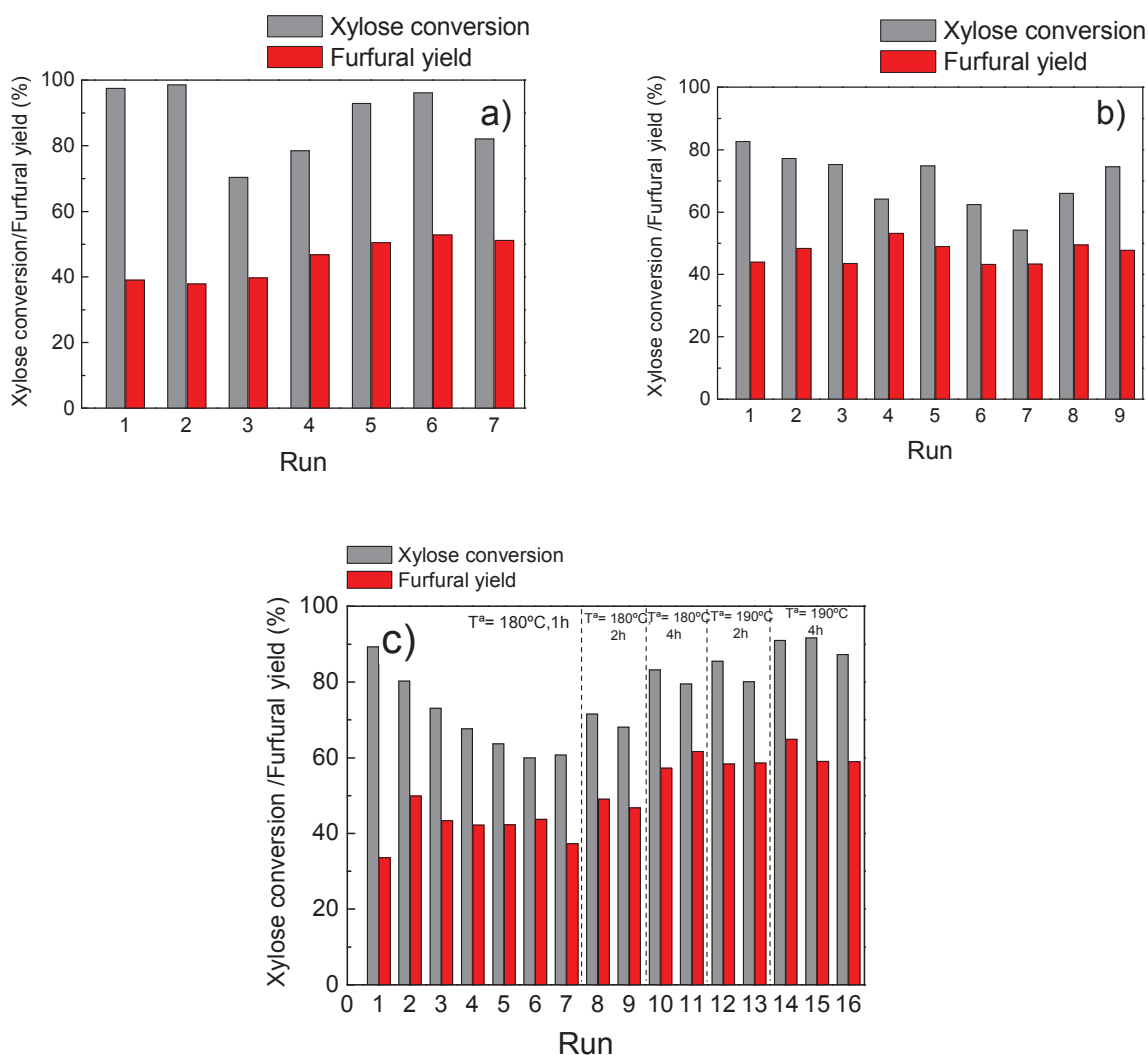 Xylose conversion
Furfural yield
a)
Xylose conversion/Furfural yield (%)
100
80
60
40
20
0
1 2 3 4 5 6 7
Run
Xylose conversion
Furfural yield
b)
Xylose conversion /Furfural yield (%)
100
80
60
40
20
0
1 2 3 4 5 6 7 8 9
Run
Xylose conversion
Furfural yield
c)
Xylose conversion /Furfural yield (%)
100
80
60
40
20
0
Tª= 180ºC,1h
Tª= 180ºC,
2h
Tª= 180ºC
4h
Tª= 190ºC
2h
Tª= 190ºC
4h
0 1 2 3 4 5 6 7 8 9 10 11 12 13 14 15 16
Run